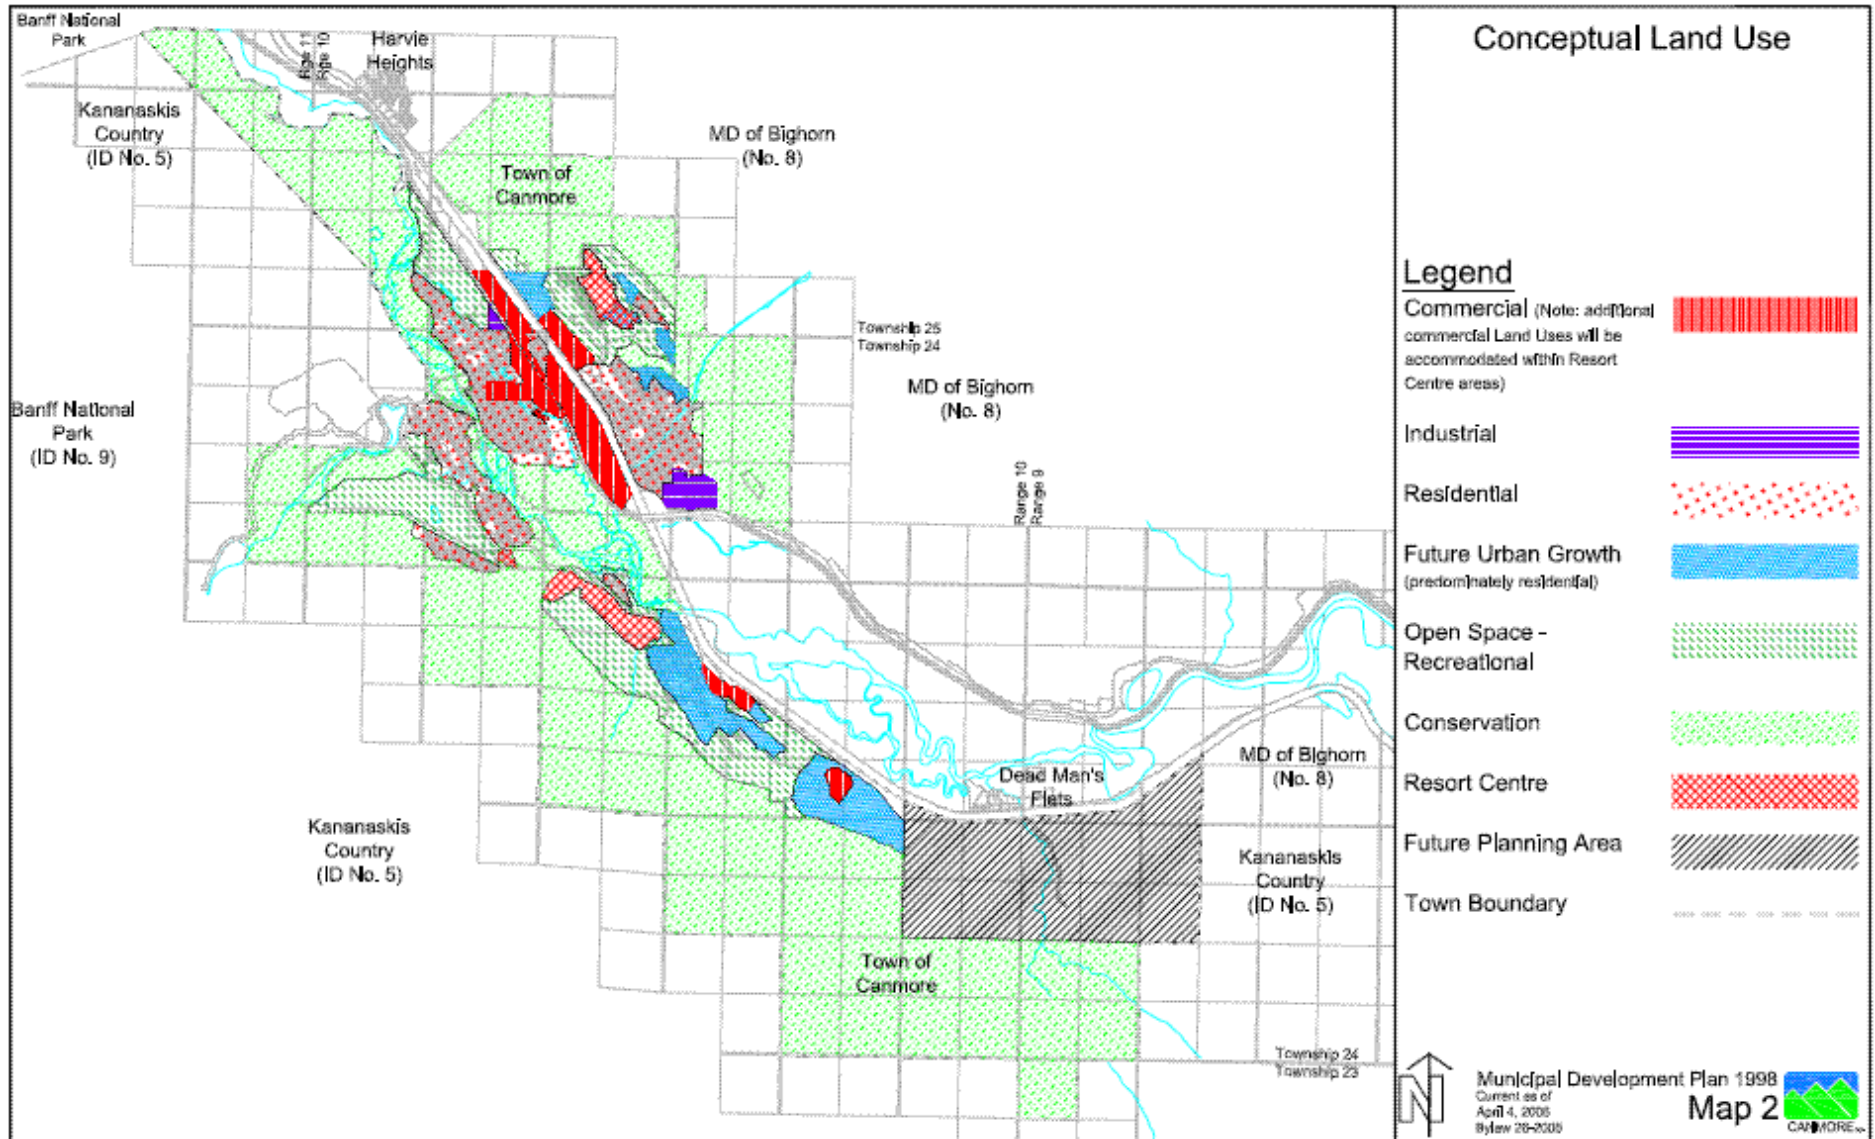 Banff National
Park
Rge 11
Rge 10
Harvie
Heights
Kananaskis
Country
(ID No. 5)
MD of Bighorn
(No. 8)
Town of
Canmore
Township 25
Township 24
MD of Bighorn
(No. 8)
Banff National
Park
(ID No. 9)
Range 10
Range 9
Dead Man's
Flats
MD of Bighorn
(No. 8)
Kananaskis
Country
(ID No. 5)
Kananaskis
Country
(ID No. 5)
Town of
Canmore
Township 24
Township 23
Conceptual Land Use
Legend
Commercial (Note: additional
commercial Land Uses will be
accommodated within Resort
Centre areas)
Industrial
Residential
Future Urban Growth
(predominately residential)
Open Space -
Recreational
Conservation
Resort Centre
Future Planning Area
Town Boundary
N
Municipal Development Plan 1998
Current as of
April 4, 2006
Bylaw 26-2005
Map 2
CANMORE